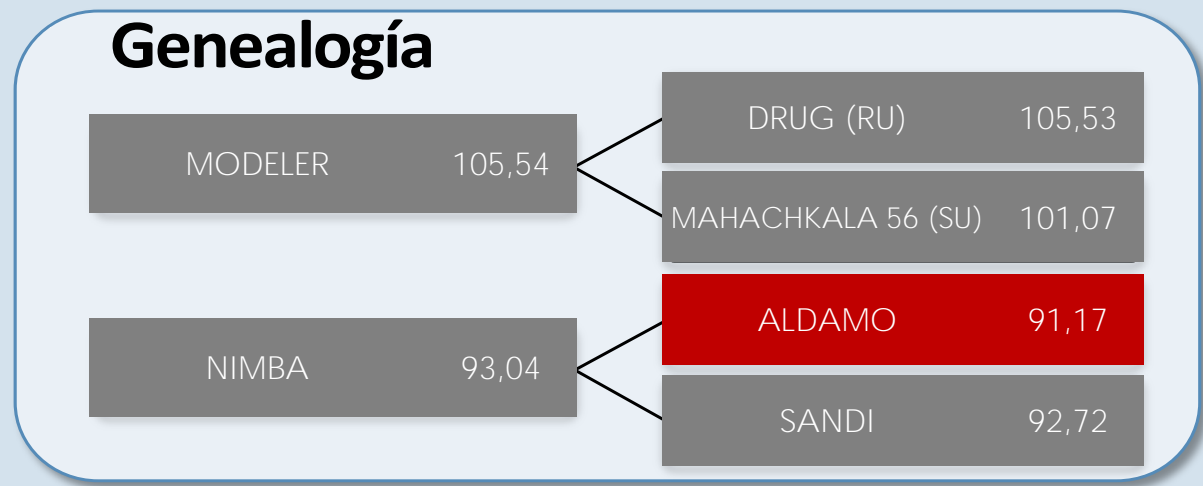 Genealogía
MODELER 105,54
DRUG (RU) 105,53
MAHACHKALA 56 (SU) 101,07
NIMBA 93,04
ALDAMO 91,17
SANDI 92,72